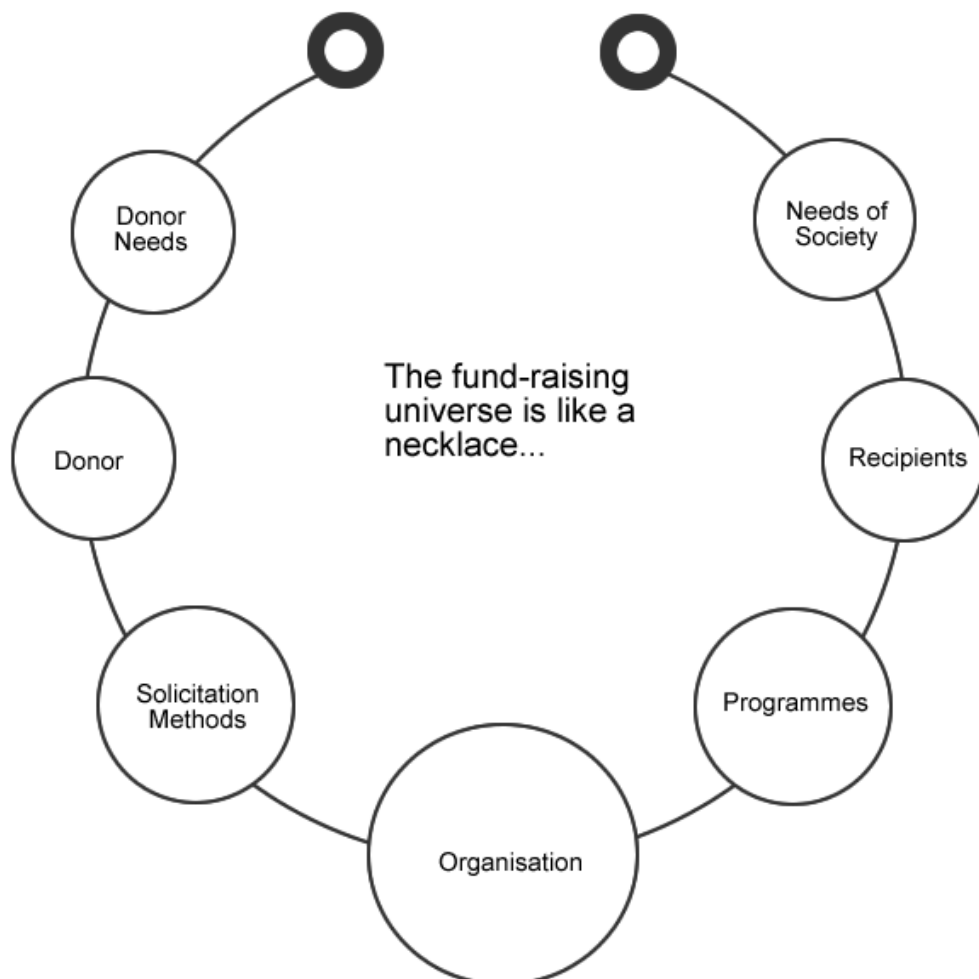 Donor
Needs
Needs of
Society
The fund-raising
universe is like a
necklace...
Donor
Recipients
Solicitation
Methods
Programmes
Organisation